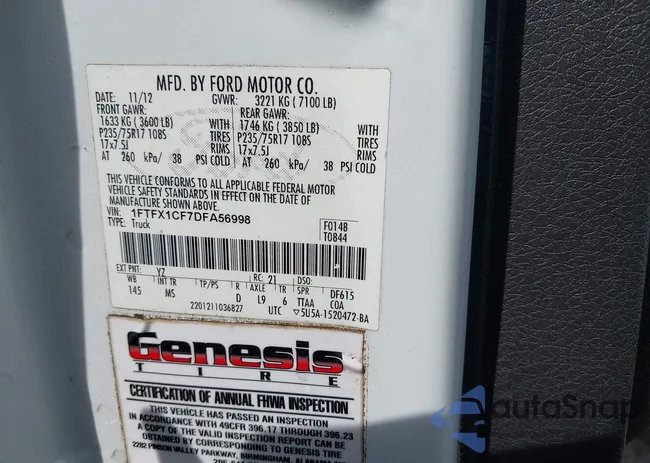 MFD. BY FORD MOTOR CO.
DATE: 11/12 GVWR: 3221 KG (7100 LB)
FRONT GAWR: REAR GAWR:
1633 KG (3600 LB) WITH 1746 KG (3850 LB) WITH
P235/75R17 108S TIRES P235/75R17 108S TIRES
17x7.5J RIMS 17x7.5J RIMS
AT 260 kPa/ 38 PSI COLD AT 260 kPa/ 38 PSI COLD
THIS VEHICLE CONFORMS TO ALL APPLICABLE FEDERAL MOTOR
VEHICLE SAFETY STANDARDS IN EFFECT ON THE DATE OF
MANUFACTURE SHOWN ABOVE.
VIN: 1FTFX1CF7DFA56998 F0148
TYPE: Truck T0844
EXT PNT: YZ RC: 21 DSO:
WB INT TR TP/PS R AXLE TR SPR DF615
145 MS D L9 6 TTAA COA
2201211036827 UTC ▽5U5A-1520472-BA
Genesis
TIRE
CERTIFICATION OF ANNUAL FHWA INSPECTION
THIS VEHICLE HAS PASSED AN INSPECTION
IN ACCORDANCE WITH 49CFR 396.17 THROUGH 396.23
A COPY OF THE VALID INSPECTION REPORT CAN BE
OBTAINED BY CORRESPONDING TO GENESIS TIRE
2282 PINSON VALLEY PARKWAY, BIRMINGHAM, ALABAMA
autoSnap